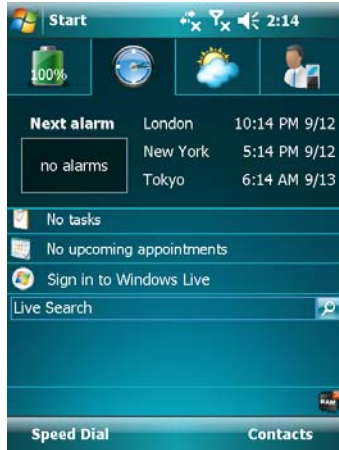 Start 2:14
100%
Next alarm
no alarms
London 10:14 PM 9/12
New York 5:14 PM 9/12
Tokyo 6:14 AM 9/13
No tasks
No upcoming appointments
Sign in to Windows Live
Live Search
RAM
Speed Dial Contacts